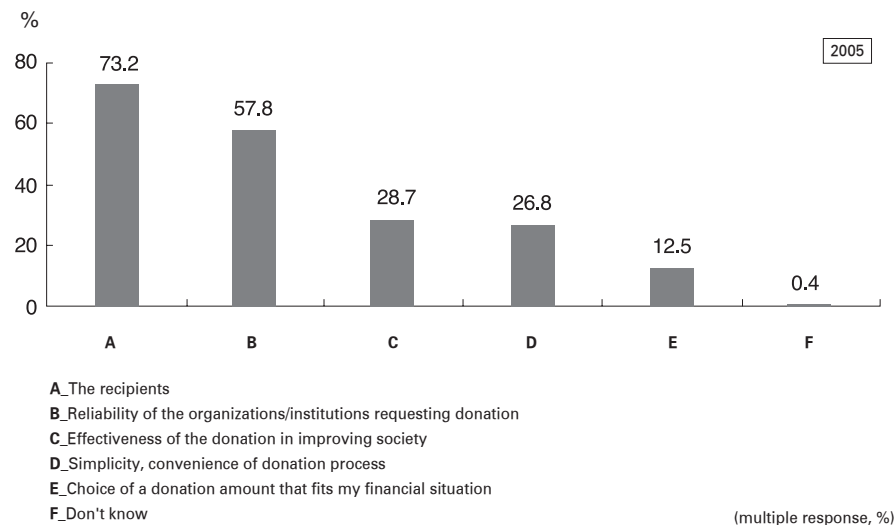 %
2005
80
60
40
20
0
73.2
57.8
28.7
26.8
12.5
0.4
A B C D E F
A_The recipients
B_Reliability of the organizations/institutions requesting donation
C_Effectiveness of the donation in improving society
D_Simplicity, convenience of donation process
E_Choice of a donation amount that fits my financial situation
F_Don't know
(multiple response, %)